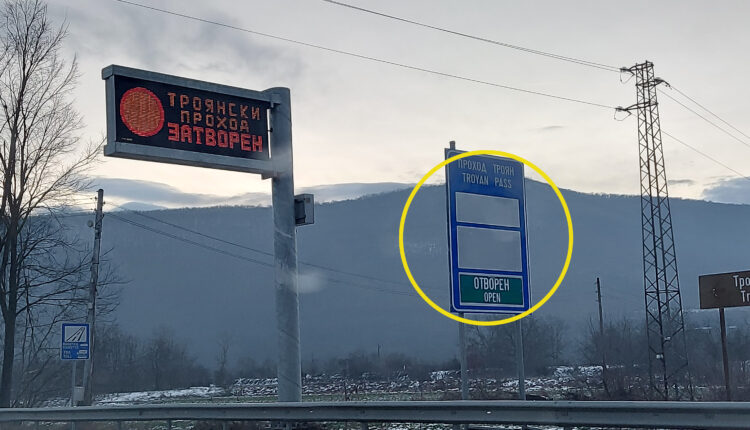 ТРОЯНСКИ
ПРОХОД
ЗАТВОРЕН
ПРОХОД ТРОЯН
TROYAN PASS
ОТВОРЕН
OPEN